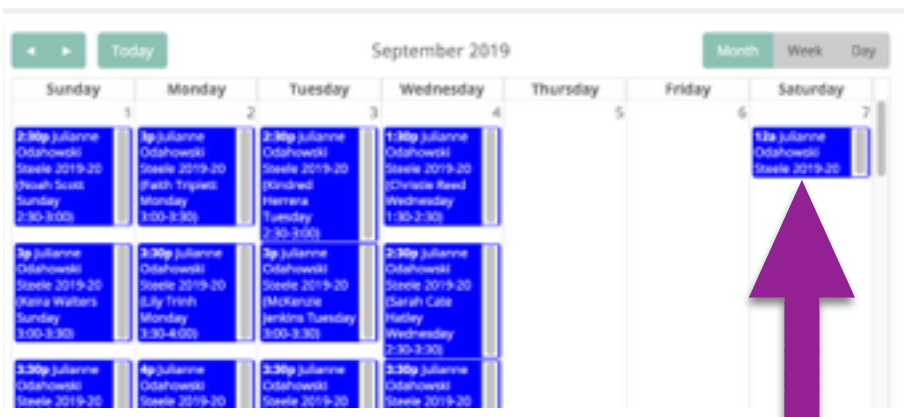 Today
September 2019
Month Week Day
Sunday Monday Tuesday Wednesday Thursday Friday Saturday
1 2 3 4 5 6 7
2:30p Julianne
Odahowski
Steele 2019-20
(Noah Scott
Sunday
2:30-3:00)
3p Julianne
Odahowski
Steele 2019-20
(Faith Triplett
Monday
3:00-3:30)
2:30p Julianne
Odahowski
Steele 2019-20
(Kindred
Herrera
Tuesday
2:30-3:00)
1:30p Julianne
Odahowski
Steele 2019-20
(Christie Reed
Wednesday
1:30-2:30)
12a Julianne
Odahowski
Steele 2019-20
3p Julianne
Odahowski
Steele 2019-20
(Keira Walters
Sunday
3:00-3:30)
3:30p Julianne
Odahowski
Steele 2019-20
(Lily Trinh
Monday
3:30-4:00)
3p Julianne
Odahowski
Steele 2019-20
(McKenzie
Jenkins Tuesday
3:00-3:30)
2:30p Julianne
Odahowski
Steele 2019-20
(Sarah Cate
Hatley
Wednesday
2:30-3:30)
3:30p Julianne
Odahowski
Steele 2019-20
4p Julianne
Odahowski
Steele 2019-20
3:30p Julianne
Odahowski
Steele 2019-20
3:30p Julianne
Odahowski
Steele 2019-20